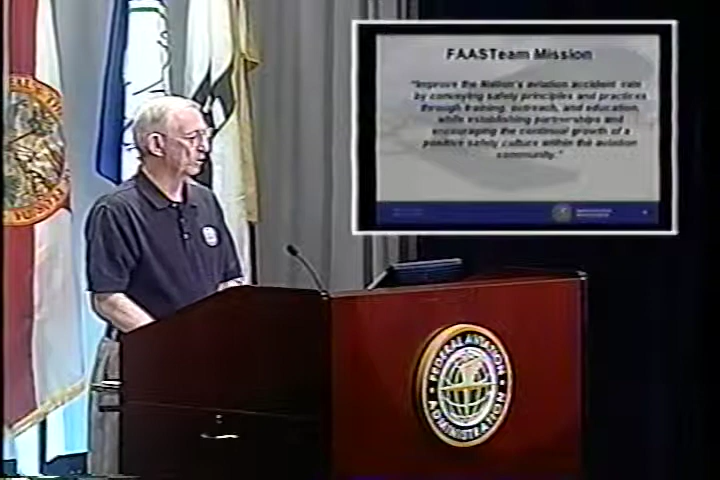 FAASTeam Mission
"Improve the Nation's aviation accident rate
by conveying safety principles and practices
through training, outreach, and education,
while establishing partnerships and
encouraging the continual growth of a
positive safety culture within the aviation
community."
FEDERAL AVIATION
ADMINISTRATION